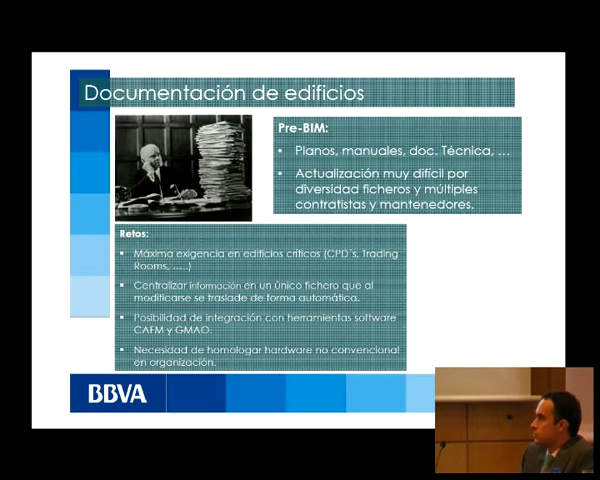 Documentación de edificios
Pre-BIM:
• Planos, manuales, doc. Técnica, ...
• Actualización muy difícil por
diversidad ficheros y múltiples
contratistas y mantenedores.
Retos:
▪ Máxima exigencia en edificios críticos (CPD´s, Trading
Rooms, .....)
▪ Centralizar información en un único fichero que al
modificarse se traslade de forma automática.
▪ Posibilidad de integración con herramientas software
CAFM y GMAO.
▪ Necesidad de homologar hardware no convencional
en organización.
BBVA